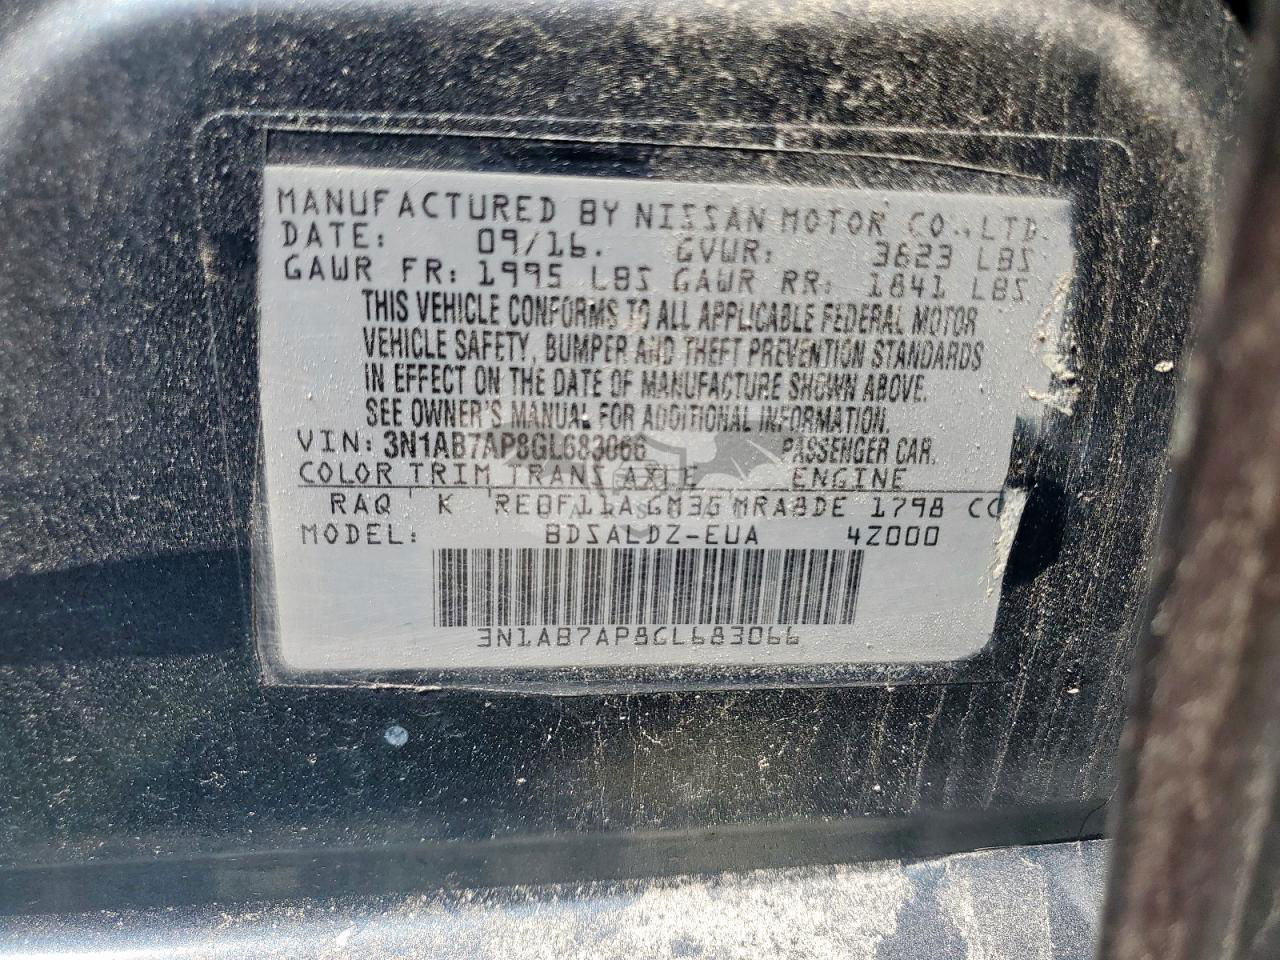 MANUFACTURED BY NISSAN MOTOR CO.,LTD.
DATE: 09/16. GVWR: 3623 LBS
GAWR FR: 1995 LBS GAWR RR: 1841 LBS
THIS VEHICLE CONFORMS TO ALL APPLICABLE FEDERAL MOTOR
VEHICLE SAFETY, BUMPER AND THEFT PREVENTION STANDARDS
IN EFFECT ON THE DATE OF MANUFACTURE SHOWN ABOVE.
SEE OWNER'S MANUAL FOR ADDITIONAL INFORMATION.
VIN: 3N1AB7AP8GL683066 PASSENGER CAR.
COLOR TRIM TRANS AXLE ENGINE
RAQ K RE0F11A GM3G MRA8DE 1798 CC
MODEL: BDSALDZ-EUA 4Z000
3N1AB7AP8GL683066